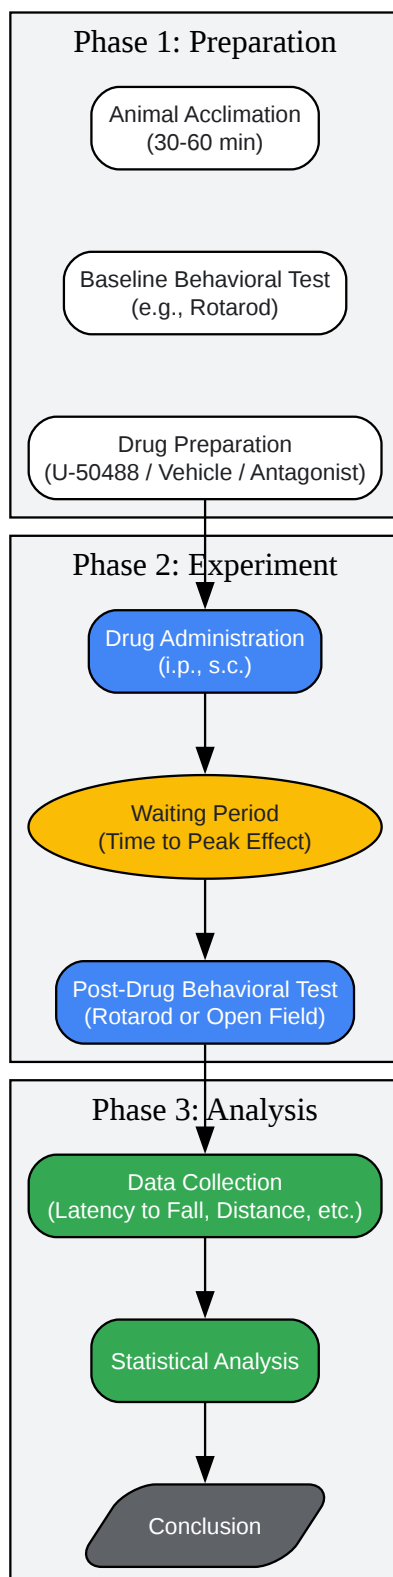 Phase 1: Preparation
Animal Acclimation
(30-60 min)
Baseline Behavioral Test
(e.g., Rotarod)
Drug Preparation
(U-50488 / Vehicle / Antagonist)
Phase 2: Experiment
Drug Administration
(i.p., s.c.)
Waiting Period
(Time to Peak Effect)
Post-Drug Behavioral Test
(Rotarod or Open Field)
Phase 3: Analysis
Data Collection
(Latency to Fall, Distance, etc.)
Statistical Analysis
Conclusion